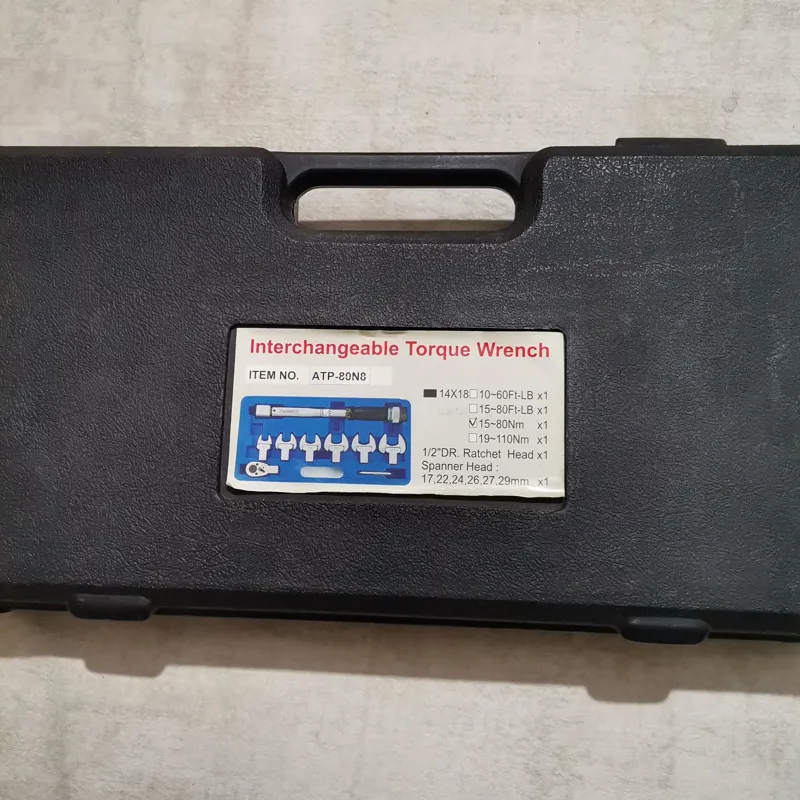 Interchangeable Torque Wrench
ITEM NO. ATP-80N8
■14X18□10~60Ft-LB x1
□15~80Ft-LB x1
☑15~80Nm x1
□19~110Nm x1
1/2"DR. Ratchet Head x1
Spanner Head :
17,22,24,26,27,29mm x1